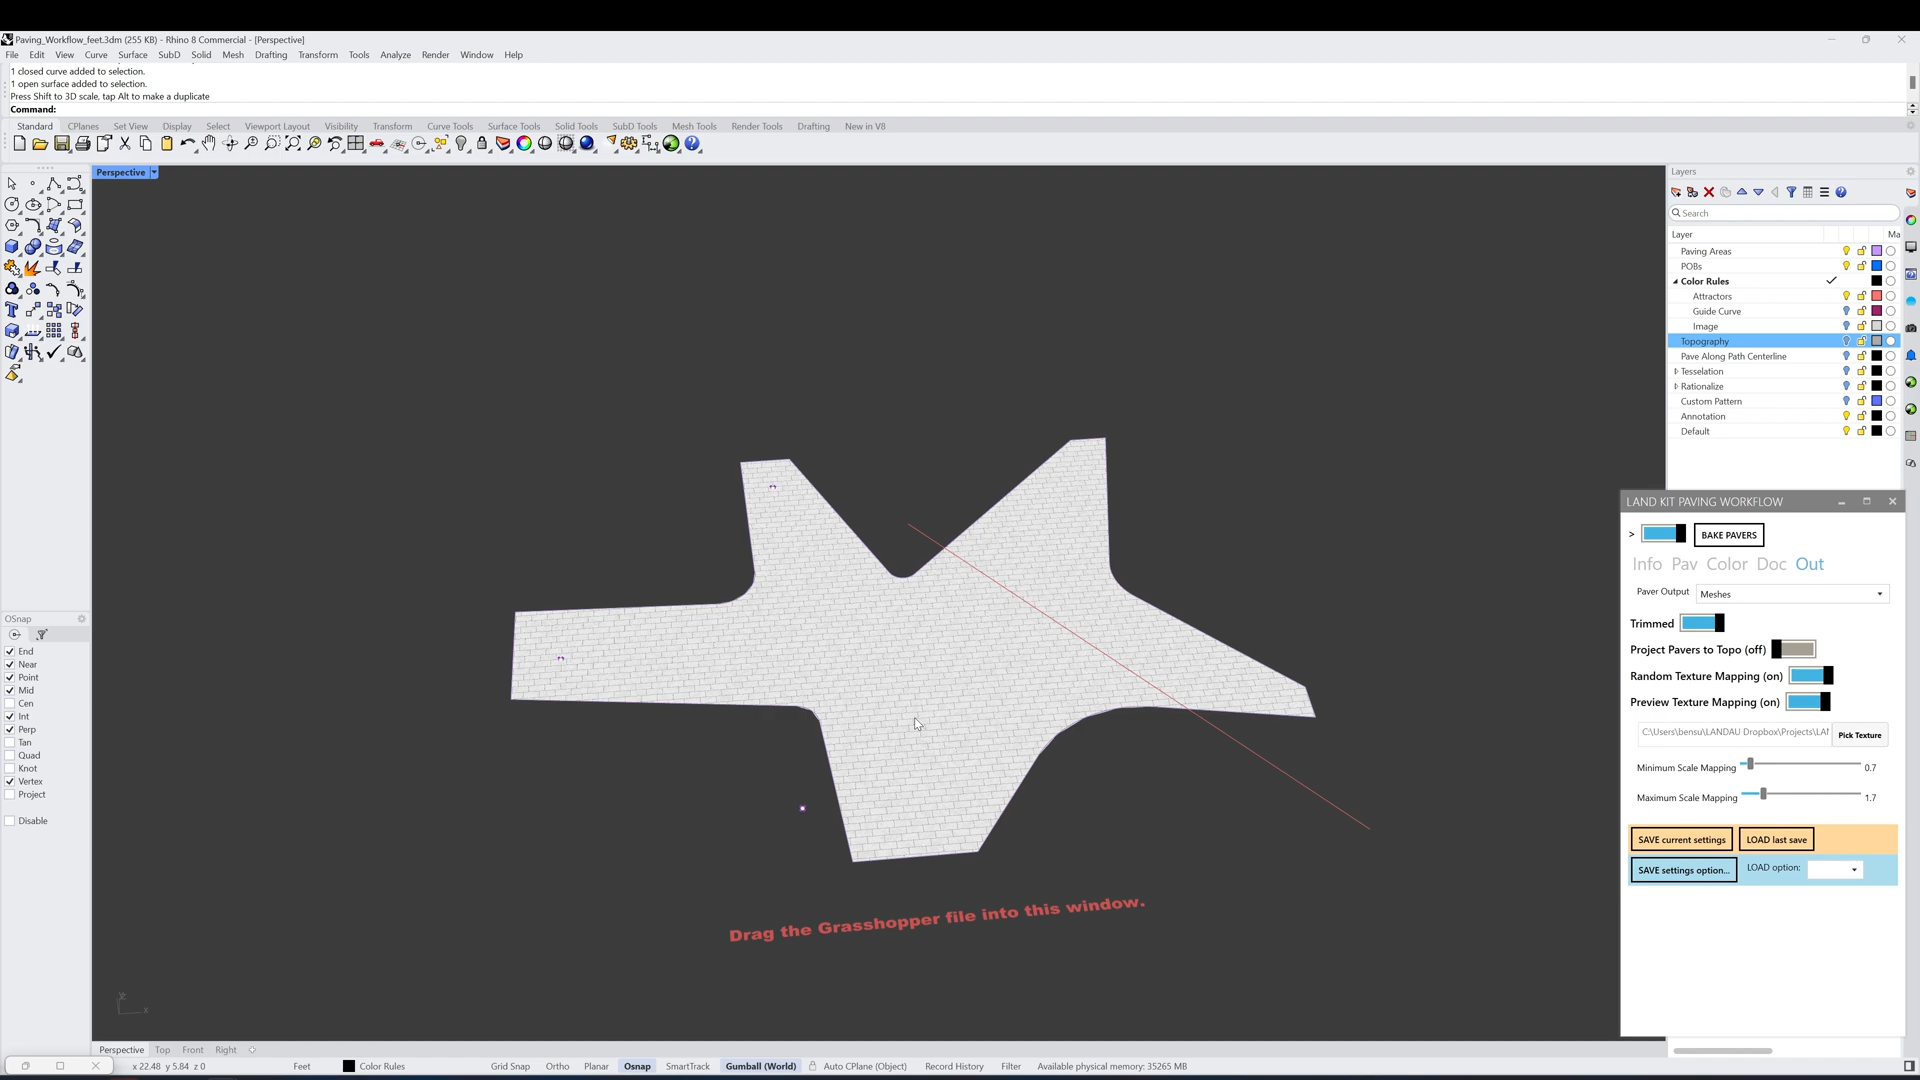 Paving_Workflow_feet.3dm (255 KB) - Rhino 8 Commercial - [Perspective]
File Edit View Curve Surface SubD Solid Mesh Drafting Transform Tools Analyze Render Window Help
1 closed curve added to selection.
1 open surface added to selection.
Press Shift to 3D scale, tap Alt to make a duplicate
Command:
Standard CPlanes Set View Display Select Viewport Layout Visibility Transform Curve Tools Surface Tools Solid Tools SubD Tools Mesh Tools Render Tools Drafting New in V8
Perspective
Layers
Search
Layer Ma
Paving Areas
POBs
Color Rules
Attractors
Guide Curve
Image
Topography
Pave Along Path Centerline
Tesselation
Rationalize
Custom Pattern
Annotation
Default
LAND KIT PAVING WORKFLOW
> BAKE PAVERS
Info Pav Color Doc Out
Paver Output Meshes
Trimmed
Project Pavers to Topo (off)
Random Texture Mapping (on)
Preview Texture Mapping (on)
C:\Users\bensu\LANDAU Dropbox\Projects\LAN Pick Texture
Minimum Scale Mapping 0.7
Maximum Scale Mapping 1.7
SAVE current settings LOAD last save
SAVE settings option... LOAD option:
OSnap
End
Near
Point
Mid
Cen
Int
Perp
Tan
Quad
Knot
Vertex
Project
Disable
Drag the Grasshopper file into this window.
x
Perspective Top Front Right
x 22.48 y 5.84 z 0 Feet Color Rules Grid Snap Ortho Planar Osnap SmartTrack Gumball (World) Auto CPlane (Object) Record History Filter Available physical memory: 35265 MB